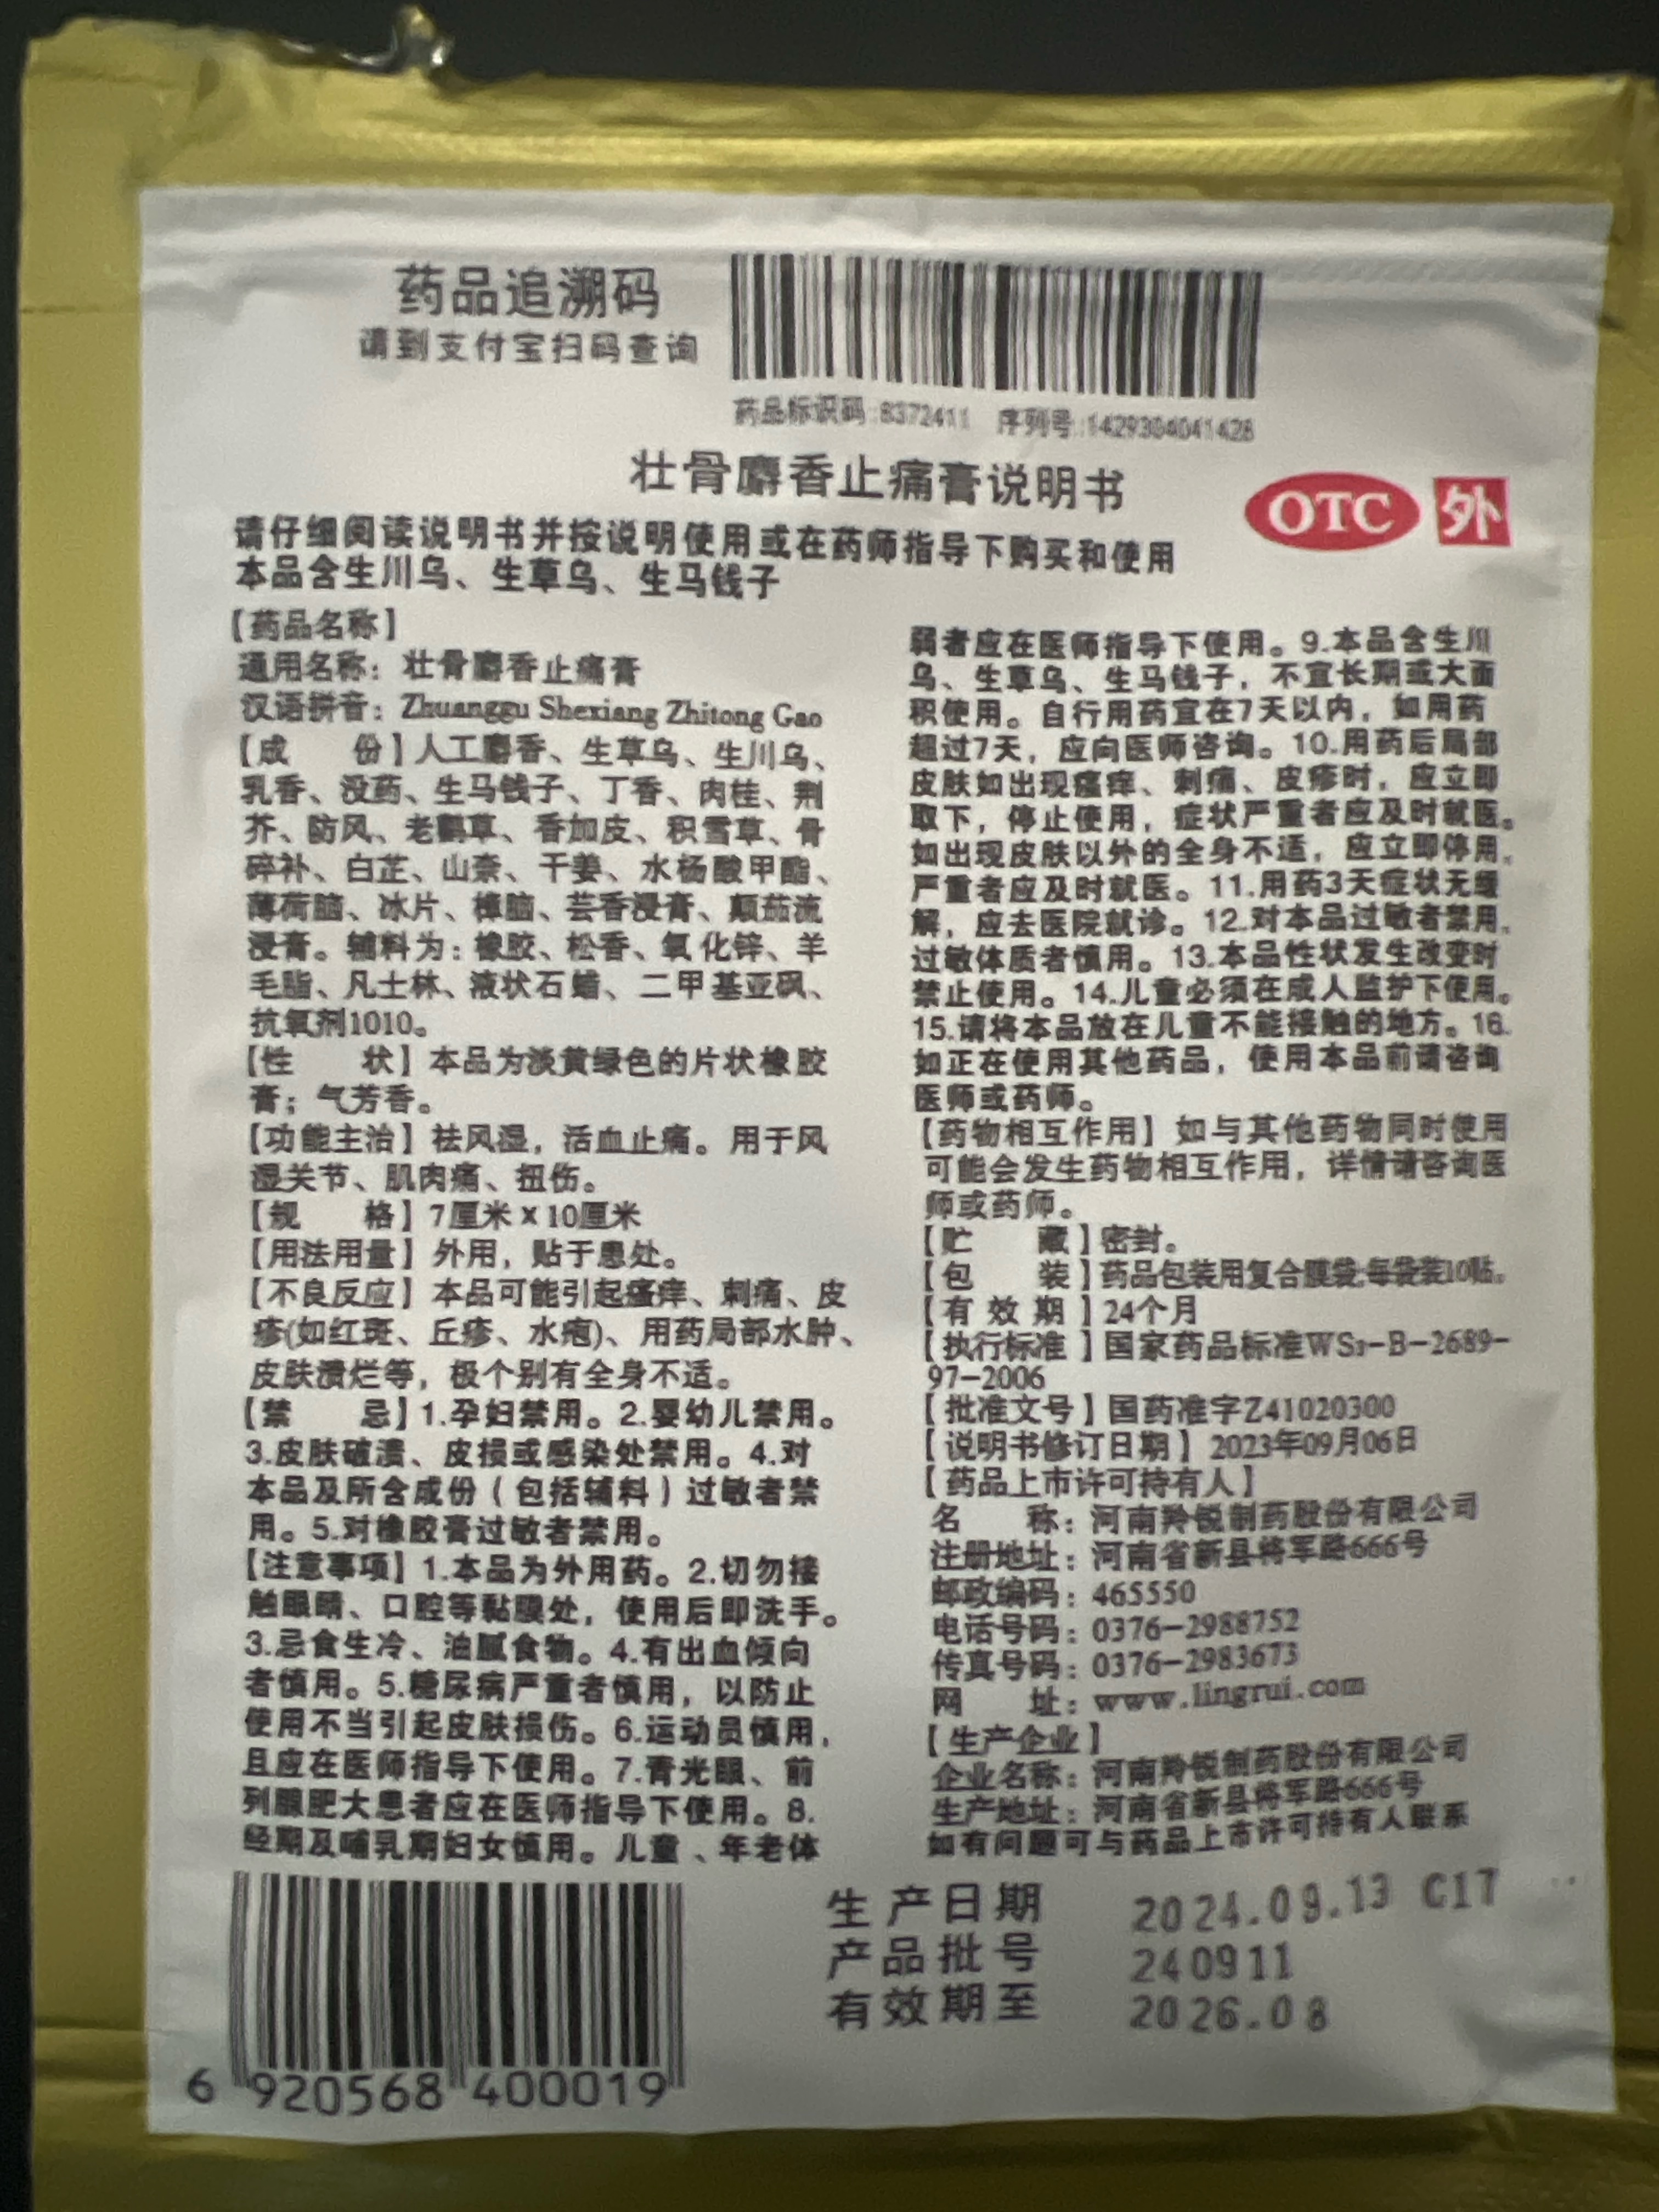 药品追溯码
请到支付宝扫码查询
药品标识码:8372411 序列号:1429304041428
壮骨麝香止痛膏说明书
OTC 外
请仔细阅读说明书并按说明使用或在药师指导下购买和使用
本品含生川乌、生草乌、生马钱子
【药品名称】
通用名称：壮骨麝香止痛膏
汉语拼音：Zhuanggu Shexiang Zhitong Gao
【成 份】人工麝香、生草乌、生川乌、
乳香、没药、生马钱子、丁香、肉桂、荆
芥、防风、老鹳草、香加皮、积雪草、骨
碎补、白芷、山柰、干姜、水杨酸甲酯、
薄荷脑、冰片、樟脑、芸香浸膏、颠茄流
浸膏。辅料为：橡胶、松香、氧化锌、羊
毛脂、凡士林、液状石蜡、二甲基亚砜、
抗氧剂1010。
【性 状】本品为淡黄绿色的片状橡胶
膏；气芳香。
【功能主治】祛风湿，活血止痛。用于风
湿关节、肌肉痛、扭伤。
【规 格】7厘米x10厘米
【用法用量】外用，贴于患处。
【不良反应】本品可能引起瘙痒、刺痛、皮
疹(如红斑、丘疹、水疱)、用药局部水肿、
皮肤溃烂等，极个别有全身不适。
【禁 忌】1.孕妇禁用。2.婴幼儿禁用。
3.皮肤破溃、皮损或感染处禁用。4.对
本品及所含成份（包括辅料）过敏者禁
用。5.对橡胶膏过敏者禁用。
【注意事项】1.本品为外用药。2.切勿接
触眼睛、口腔等黏膜处，使用后即洗手。
3.忌食生冷、油腻食物。4.有出血倾向
者慎用。5.糖尿病严重者慎用，以防止
使用不当引起皮肤损伤。6.运动员慎用，
且应在医师指导下使用。7.青光眼、前
列腺肥大患者应在医师指导下使用。8.
经期及哺乳期妇女慎用。儿童、年老体
弱者应在医师指导下使用。9.本品含生川
乌、生草乌、生马钱子，不宜长期或大面
积使用。自行用药宜在7天以内，如用药
超过7天，应向医师咨询。10.用药后局部
皮肤如出现瘙痒、刺痛、皮疹时，应立即
取下，停止使用，症状严重者应及时就医。
如出现皮肤以外的全身不适，应立即停用，
严重者应及时就医。11.用药3天症状无缓
解，应去医院就诊。12.对本品过敏者禁用，
过敏体质者慎用。13.本品性状发生改变时
禁止使用。14.儿童必须在成人监护下使用。
15.请将本品放在儿童不能接触的地方。16.
如正在使用其他药品，使用本品前请咨询
医师或药师。
【药物相互作用】如与其他药物同时使用
可能会发生药物相互作用，详情请咨询医
师或药师。
【贮 藏】密封。
【包 装】药品包装用复合膜袋;每袋装10贴。
【有 效 期】24个月
【执行标准】国家药品标准WS₃-B-2689-
97-2006
【批准文号】国药准字Z41020300
【说明书修订日期】2023年09月06日
【药品上市许可持有人】
名 称：河南羚锐制药股份有限公司
注册地址：河南省新县将军路666号
邮政编码：465550
电话号码：0376-2988752
传真号码：0376-2983673
网 址：www.lingrui.com
【生产企业】
企业名称：河南羚锐制药股份有限公司
生产地址：河南省新县将军路666号
如有问题可与药品上市许可持有人联系
生产日期 2024.09.13 C17
产品批号 240911
有效期至 2026.08
6 920568 400019